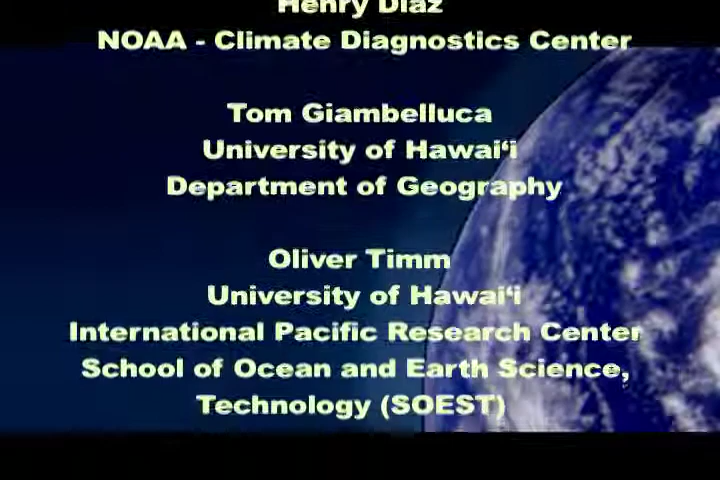 Henry Diaz
NOAA - Climate Diagnostics Center
Tom Giambelluca
University of Hawai‘i
Department of Geography
Oliver Timm
University of Hawai‘i
International Pacific Research Center
School of Ocean and Earth Science,
Technology (SOEST)